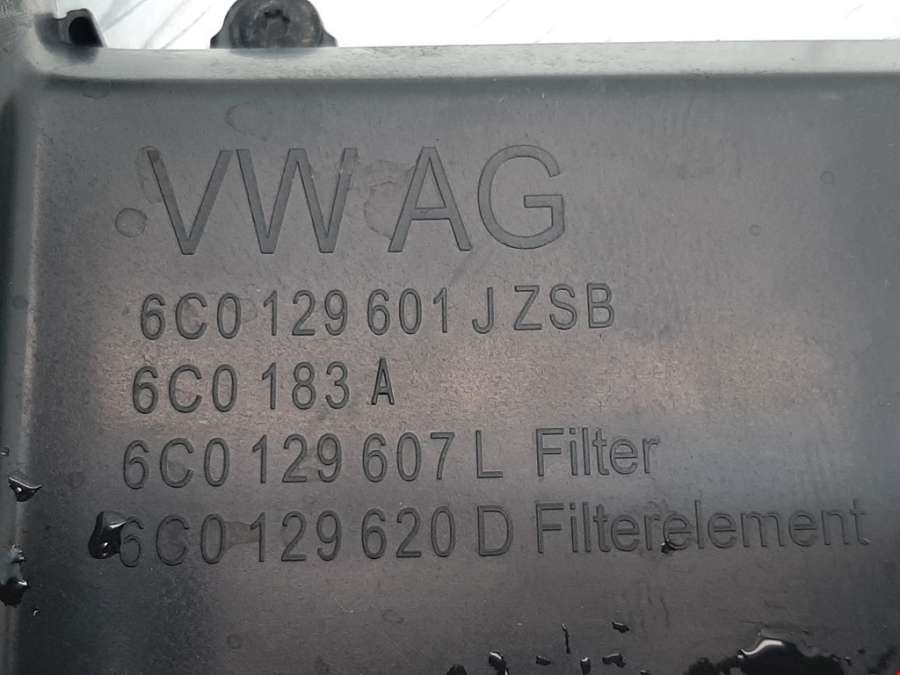 VW AG
6C0 129 601 J ZSB
6C0 183 A
6C0 129 607 L Filter
6C0 129 620 D Filterelement